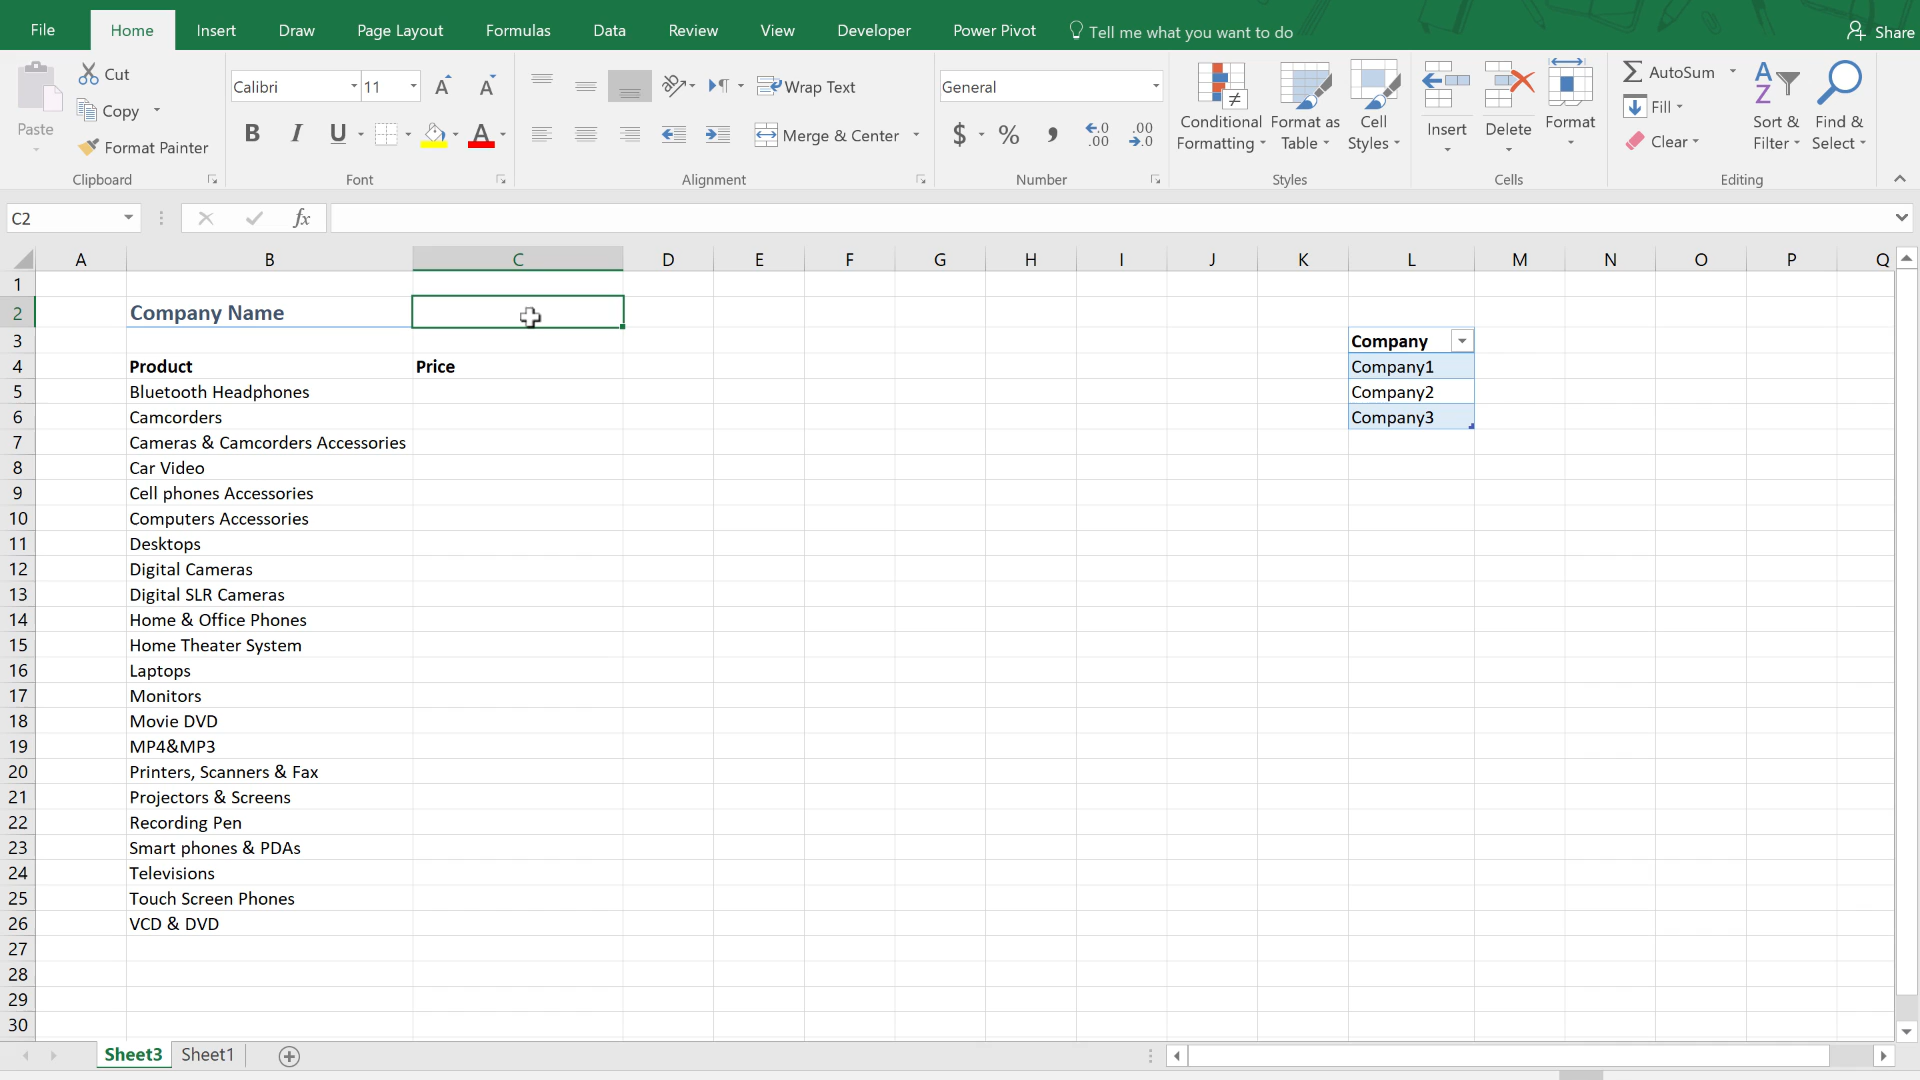 File Home Insert Draw Page Layout Formulas Data Review View Developer Power Pivot Tell me what you want to do Share
Paste Cut Copy Format Painter
Clipboard
Calibri 11 A A
B I U A
Font
Wrap Text
Merge & Center
Alignment
General
$ % , .0 .00 .00 .0
Number
Conditional Formatting Format as Table Cell Styles
Styles
Insert Delete Format
Cells
AutoSum Fill Clear
A Z Sort & Filter Find & Select
Editing
C2 fx
A B C D E F G H I J K L M N O P Q
1
2 Company Name
3 Company
4 Product Price Company1
5 Bluetooth Headphones Company2
6 Camcorders Company3
7 Cameras & Camcorders Accessories
8 Car Video
9 Cell phones Accessories
10 Computers Accessories
11 Desktops
12 Digital Cameras
13 Digital SLR Cameras
14 Home & Office Phones
15 Home Theater System
16 Laptops
17 Monitors
18 Movie DVD
19 MP4&MP3
20 Printers, Scanners & Fax
21 Projectors & Screens
22 Recording Pen
23 Smart phones & PDAs
24 Televisions
25 Touch Screen Phones
26 VCD & DVD
27
28
29
30
Sheet3 Sheet1